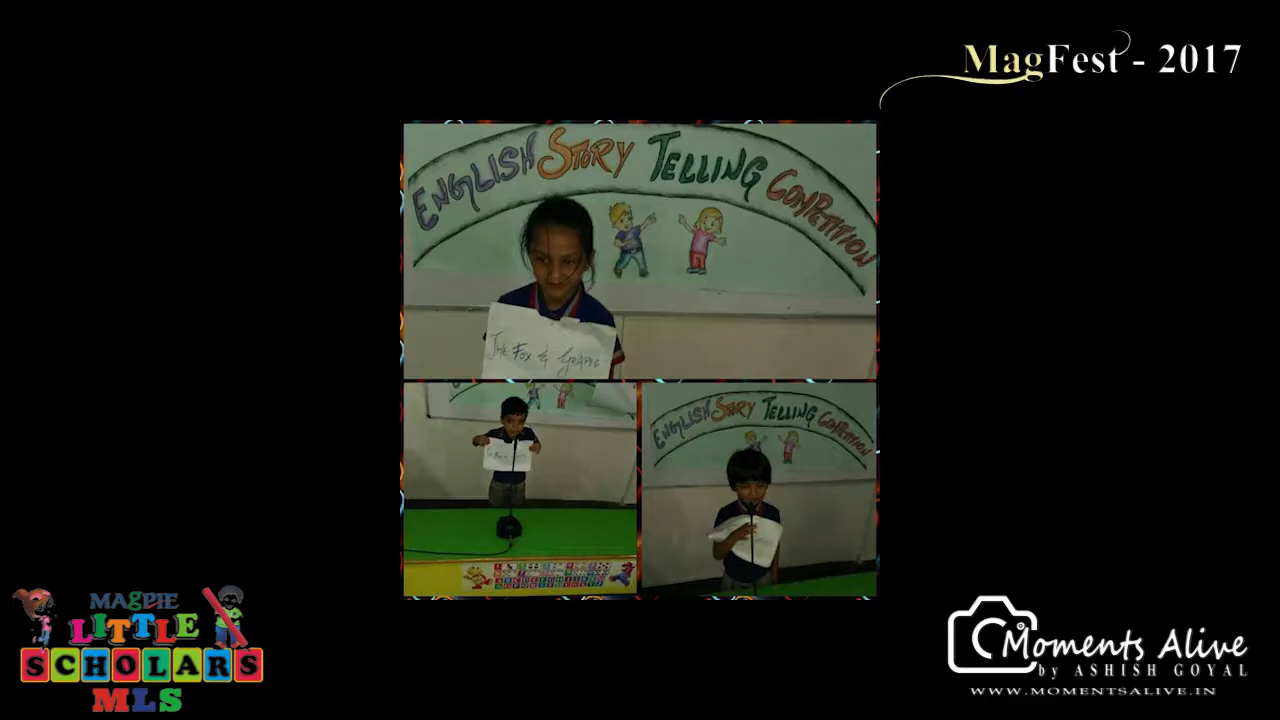 MagFest - 2017
ENGLISH STORY TELLING COMPETITION
THE FOX & GRAPES
ENGLISH STORY TELLING COMPETITION
MAGPIE
LITTLE
SCHOLARS
MLS
Moments Alive
by ASHISH GOYAL
WWW.MOMENTSALIVE.IN